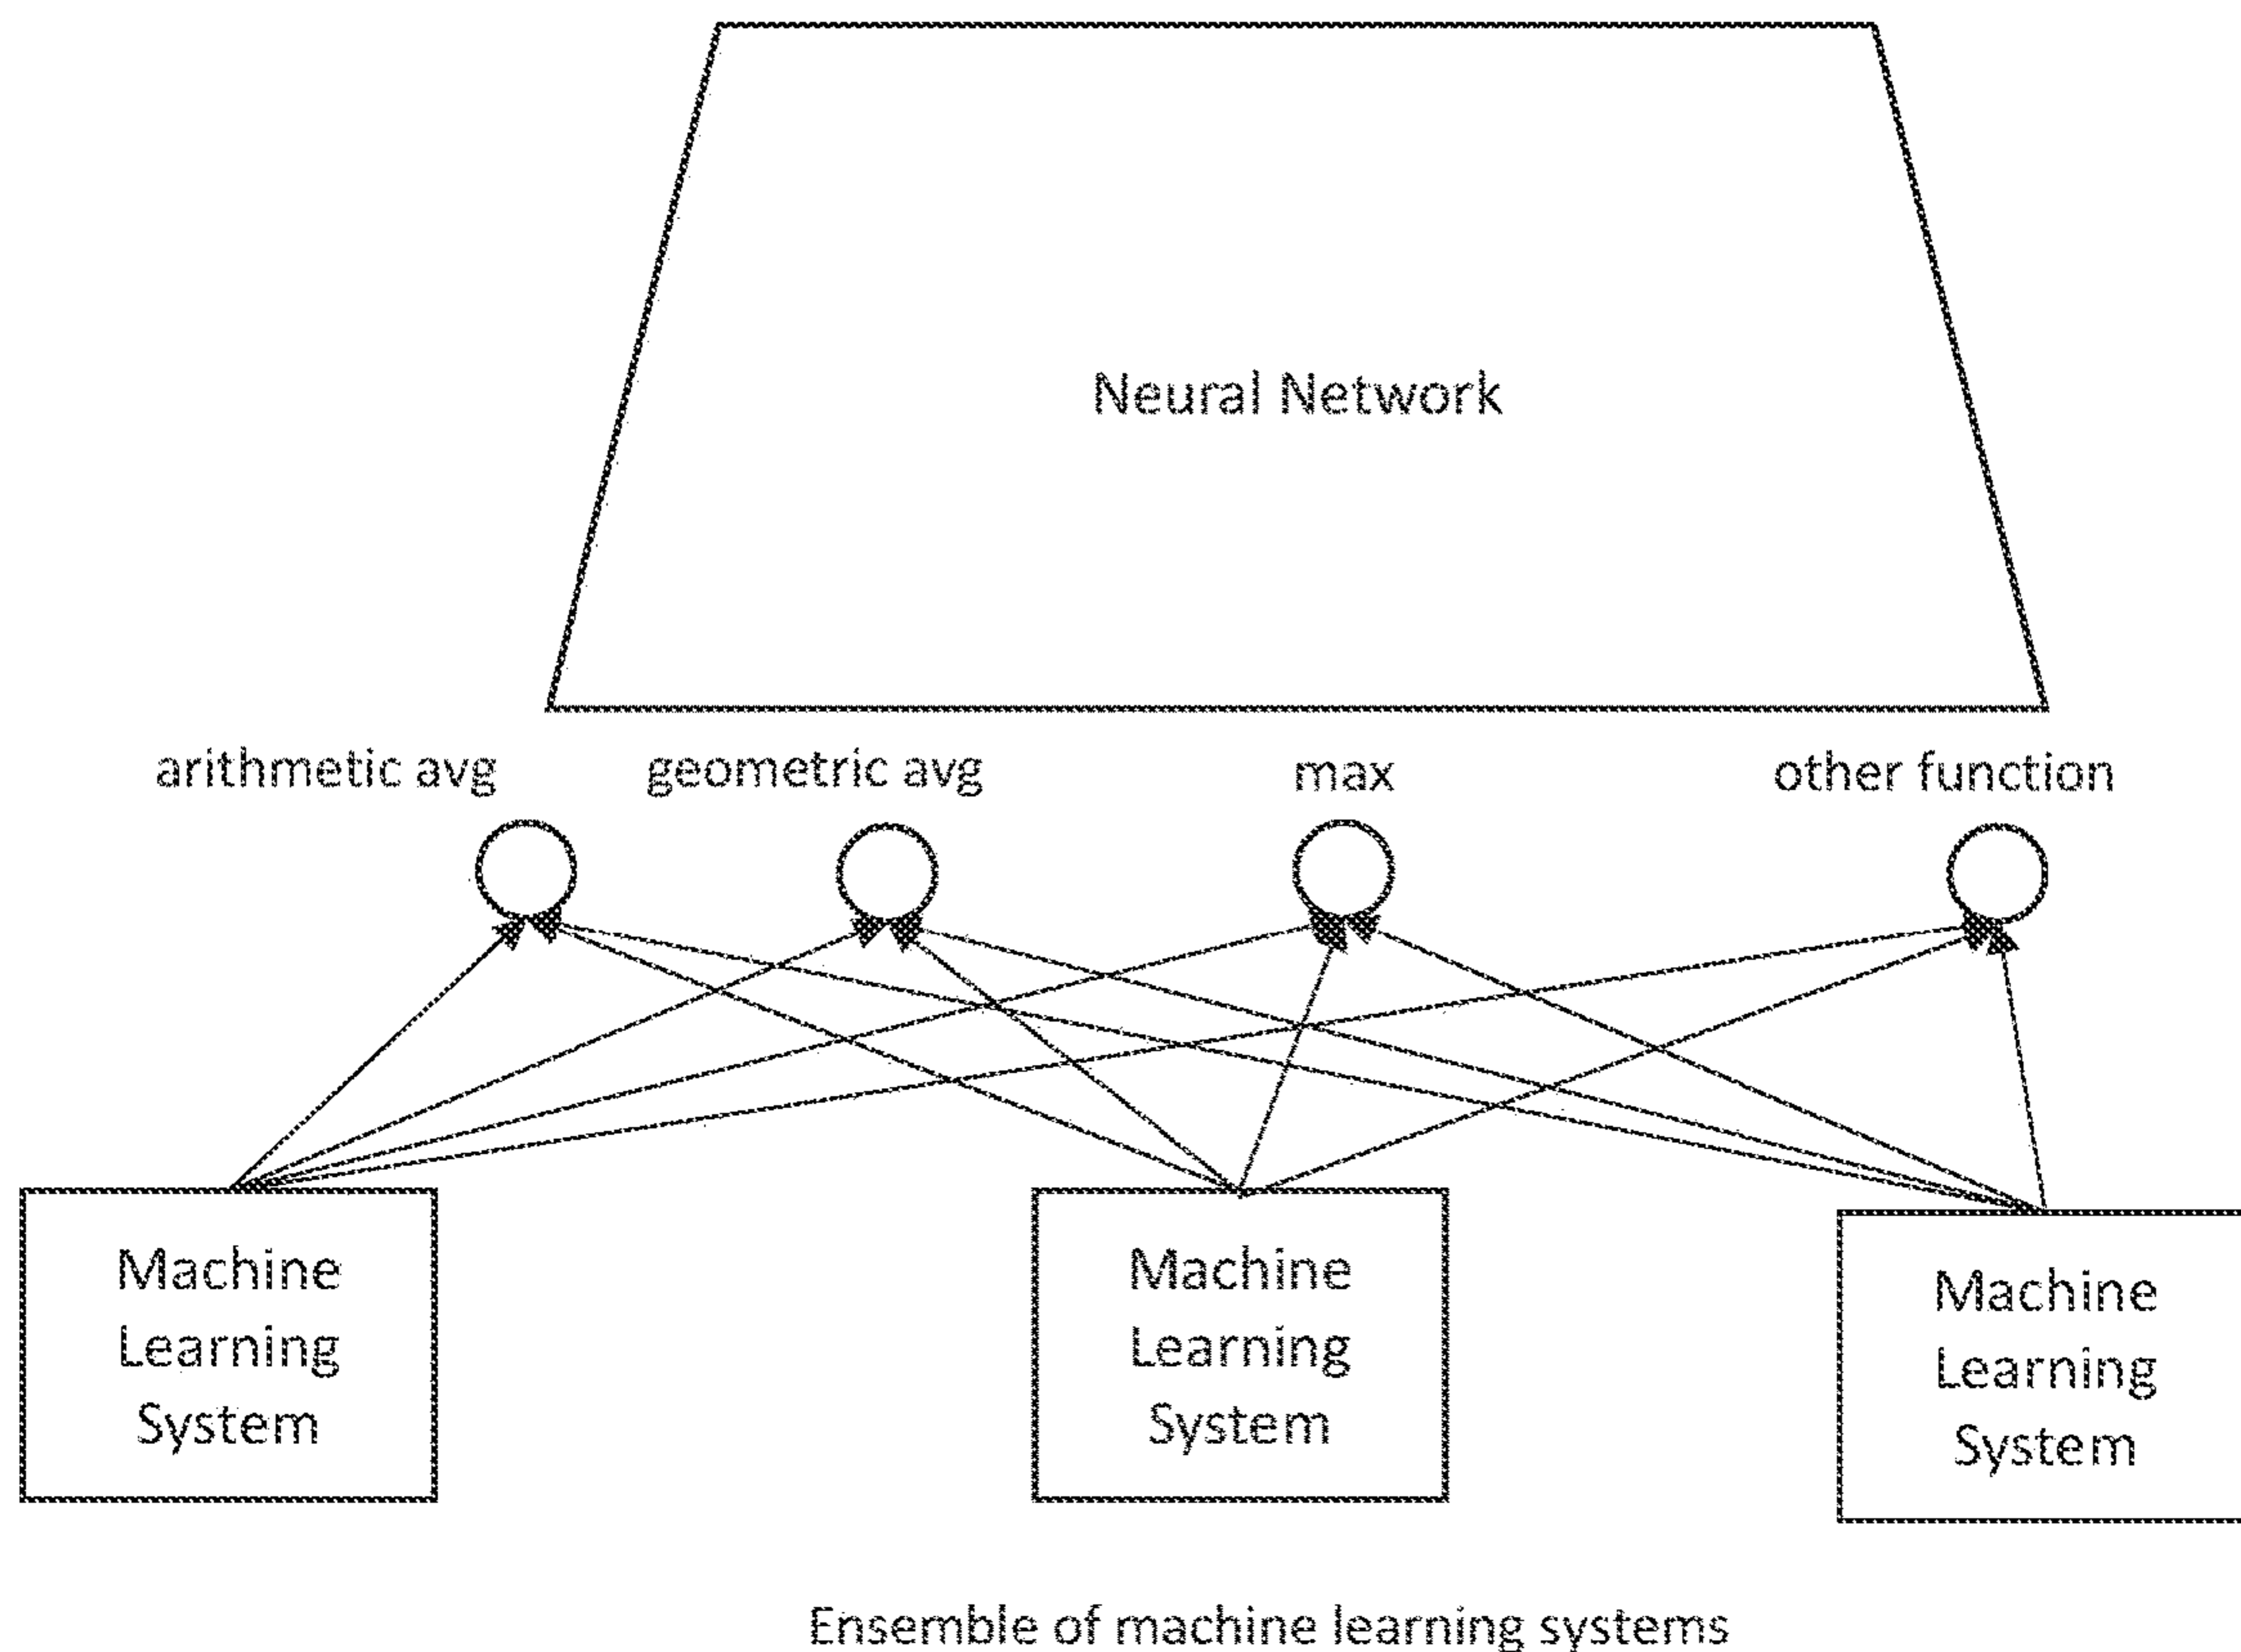 Neural Network
arithmetic avg
geometric avg
max
other function
Machine
Learning
System
Machine
Learning
System
Machine
Learning
System
Ensemble of machine learning systems